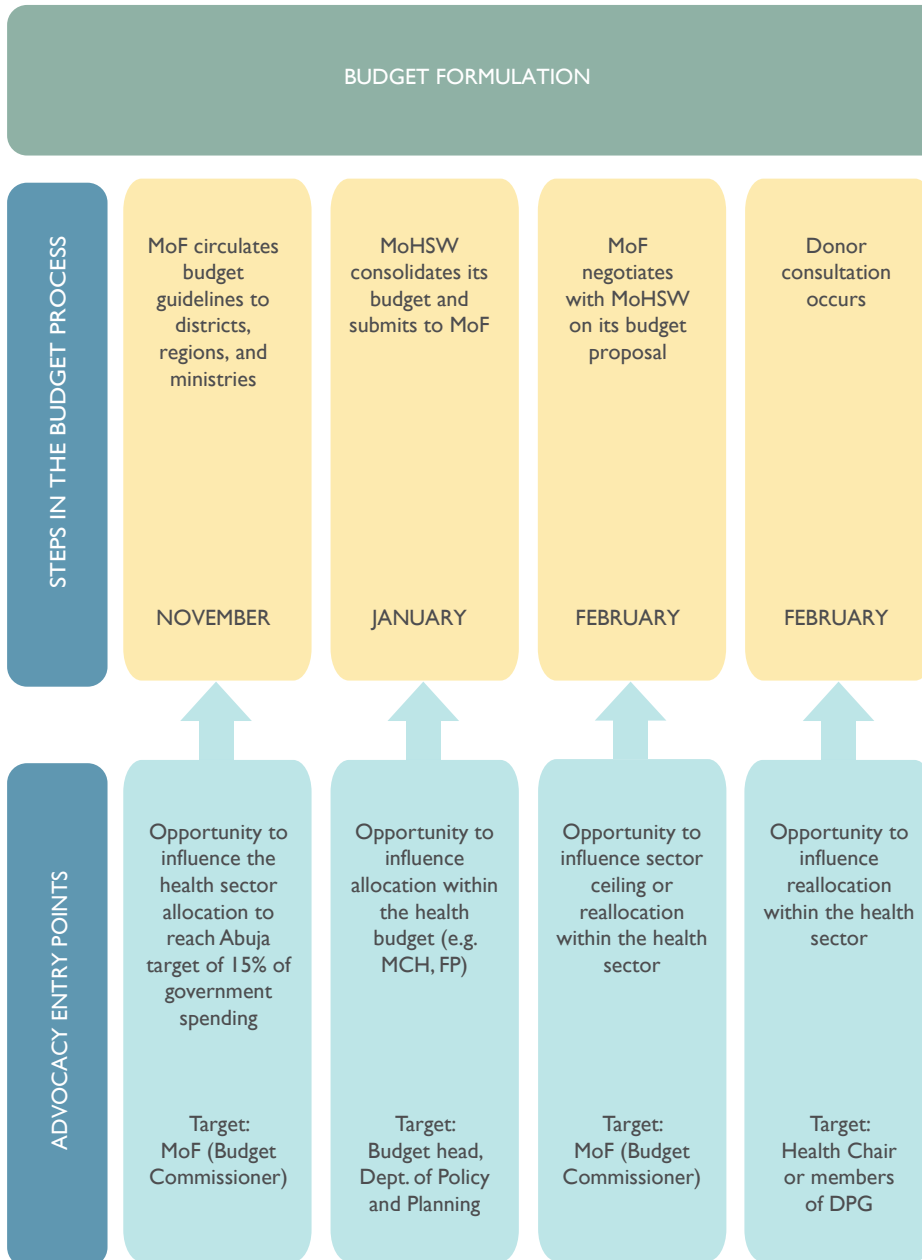 BUDGET FORMULATION
STEPS IN THE BUDGET PROCESS
MoF circulates
budget
guidelines to
districts,
regions, and
ministries
NOVEMBER
MoHSW
consolidates its
budget and
submits to MoF
JANUARY
MoF
negotiates
with MoHSW
on its budget
proposal
FEBRUARY
Donor
consultation
occurs
FEBRUARY
ADVOCACY ENTRY POINTS
Opportunity to
influence the
health sector
allocation to
reach Abuja
target of 15% of
government
spending
Target:
MoF (Budget
Commissioner)
Opportunity to
influence
allocation within
the health
budget (e.g.
MCH, FP)
Target:
Budget head,
Dept. of Policy
and Planning
Opportunity to
influence sector
ceiling or
reallocation
within the health
sector
Target:
MoF (Budget
Commissioner)
Opportunity to
influence
reallocation
within the health
sector
Target:
Health Chair
or members
of DPG